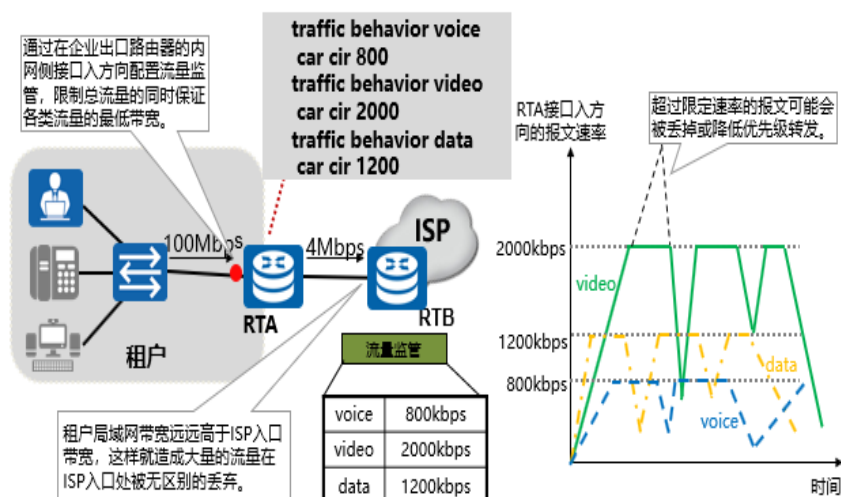 通过在企业出口路由器的内
网侧接口入方向配置流量监
管，限制总流量的同时保证
各类流量的最低带宽。
traffic behavior voice
car cir 800
traffic behavior video
car cir 2000
traffic behavior data
car cir 1200
100Mbps
4Mbps
ISP
RTA
RTB
租户
流量监管
voice 800kbps
video 2000kbps
data 1200kbps
租户局域网带宽远远高于ISP入口
带宽，这样就造成大量的流量在
ISP入口处被无区别的丢弃。
RTA接口入方
向的报文速率
超过限定速率的报文可能会
被丢掉或降低优先级转发。
2000kbps
video
1200kbps
data
800kbps
voice
时间